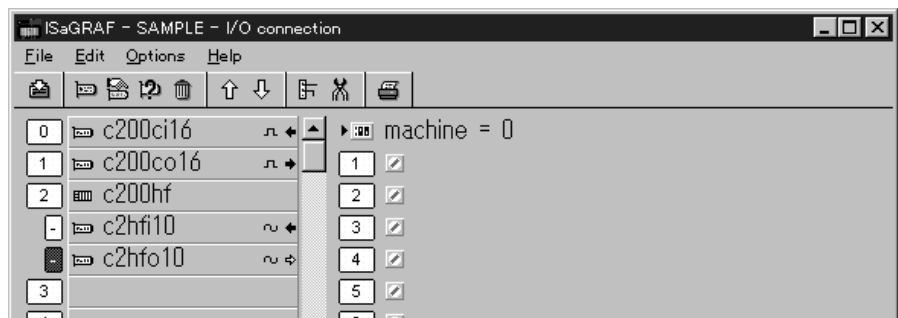 ISaGRAF - SAMPLE - I/O connection
File Edit Options Help
0 c200ci16
1 c200co16
2 c200hf
- c2hfi10
- c2hfo10
3
machine = 0
1
2
3
4
5